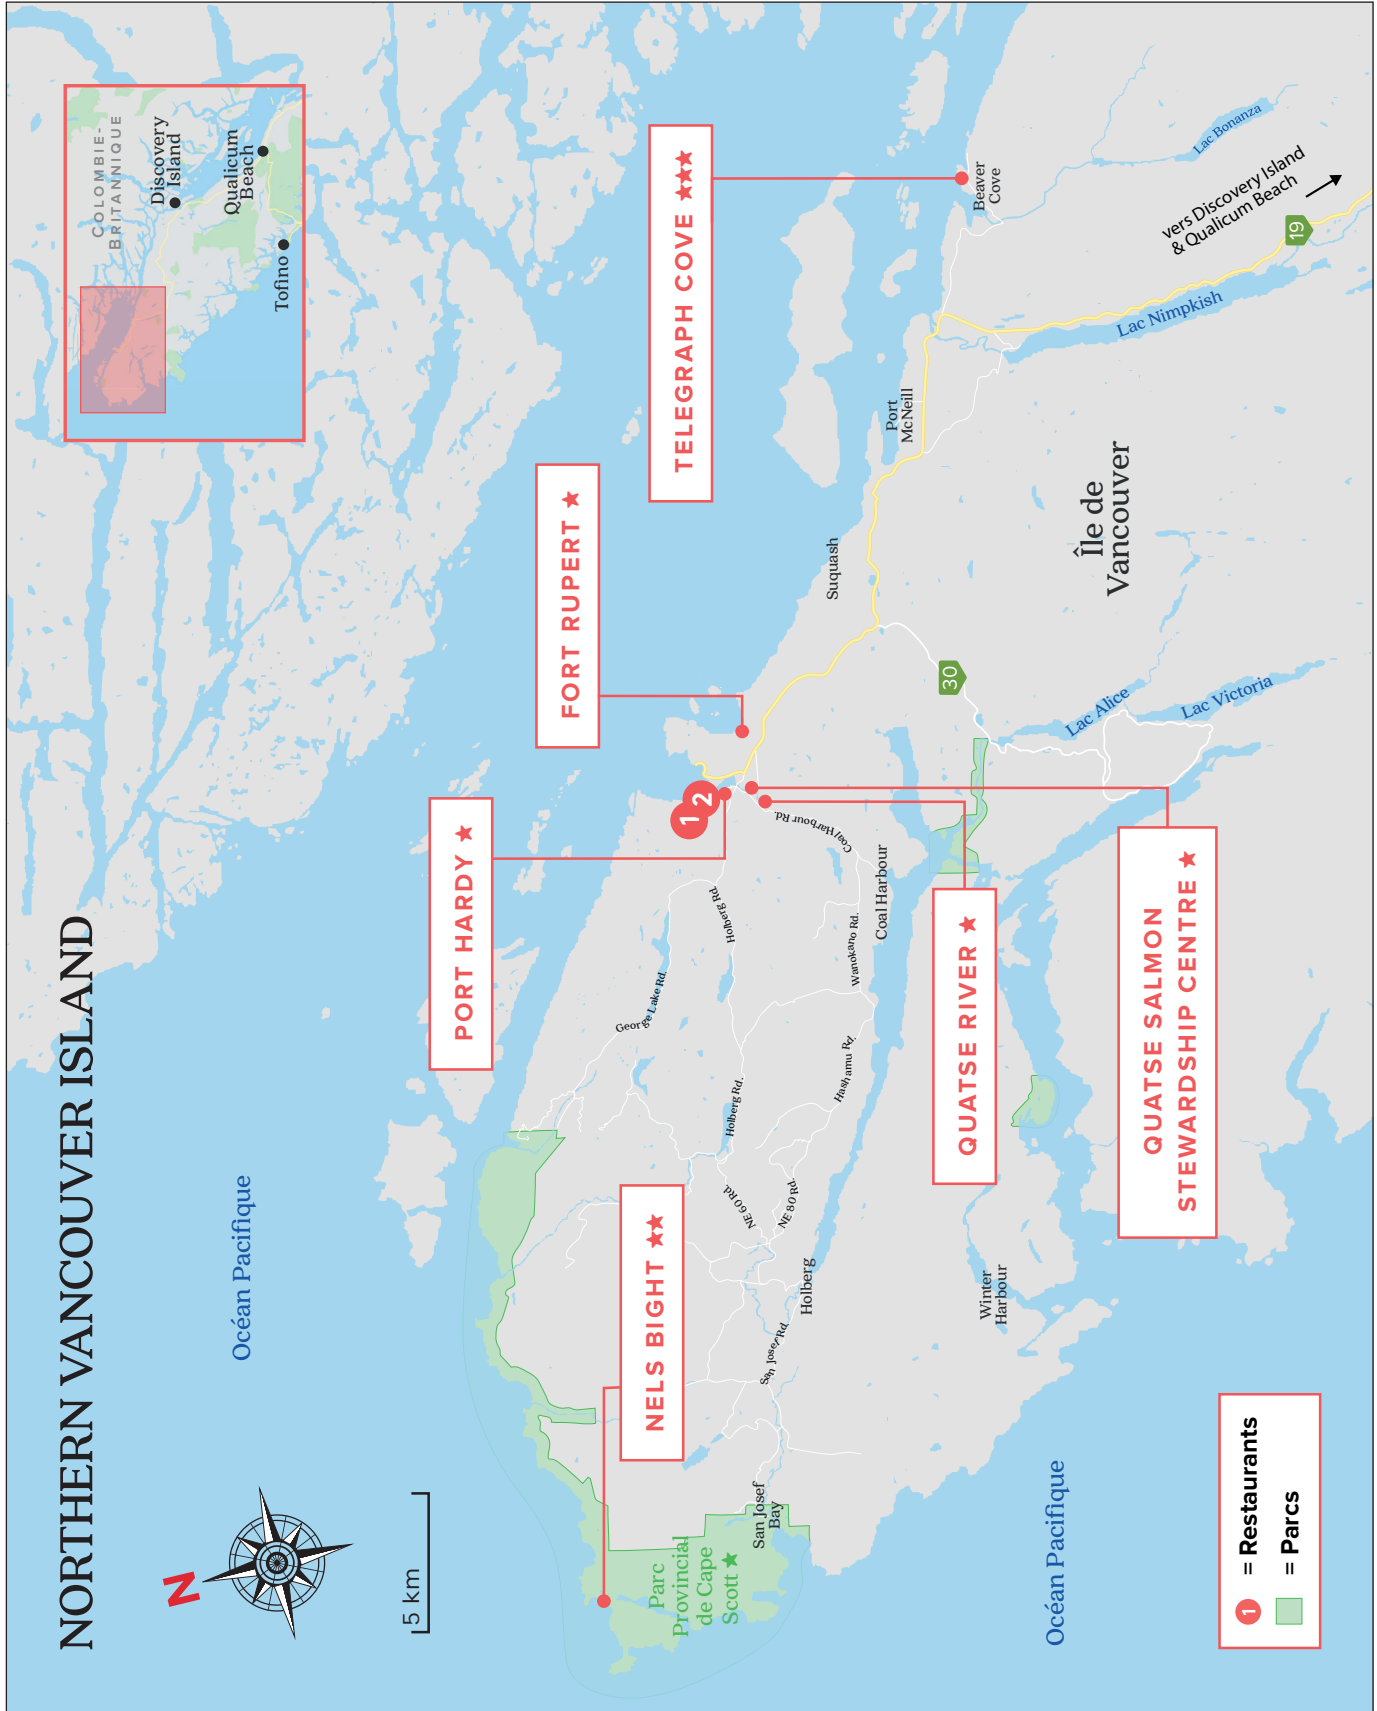 NORTHERN VANCOUVER ISLAND
N
5 km
Océan Pacifique
COLOMBIE-
BRITANNIQUE
Discovery
Island
Qualicum
Beach
Tofino
PORT HARDY ★
FORT RUPERT ★
TELEGRAPH COVE ★★★
NELS BIGHT ★★
Parc
Provincial
de Cape
Scott ★
San Josef
Bay
San Josef Rd.
Holberg
NE 60 Rd.
NE 80 Rd.
Holberg Rd.
George Lake Rd.
Holberg Rd.
Hashamu Rd.
Wanokano Rd.
Coal Harbour Rd.
Coal Harbour
1
2
Suquash
Port
McNeill
Beaver
Cove
Lac Bonanza
vers Discovery Island
& Qualicum Beach
19
Lac Nimpkish
Île de
Vancouver
30
Lac Alice
Lac Victoria
Winter
Harbour
QUATSE RIVER ★
QUATSE SALMON
STEWARDSHIP CENTRE ★
Océan Pacifique
1 = Restaurants
= Parcs